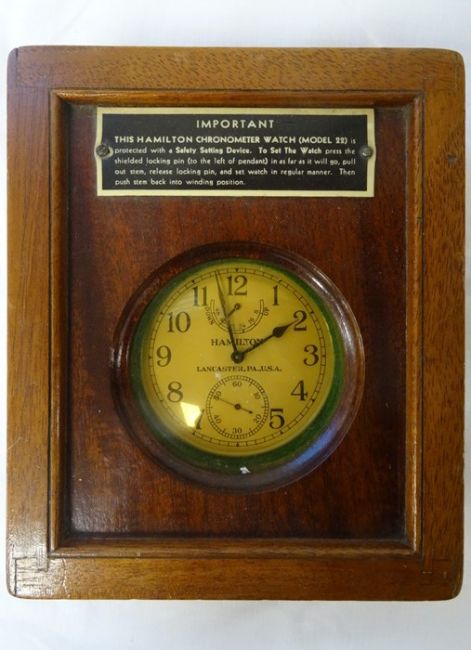 IMPORTANT
THIS HAMILTON CHRONOMETER WATCH (MODEL 22) is
protected with a Safety Setting Device. To Set The Watch press the
shielded locking pin (to the left of pendant) in as far as it will go, pull
out stem, release locking pin, and set watch in regular manner. Then
push stem back into winding position.
11 12 1
DOWN UP
10 2
HAMILTON
9 3
LANCASTER, PA., U.S.A.
8 60 4
7 5
30